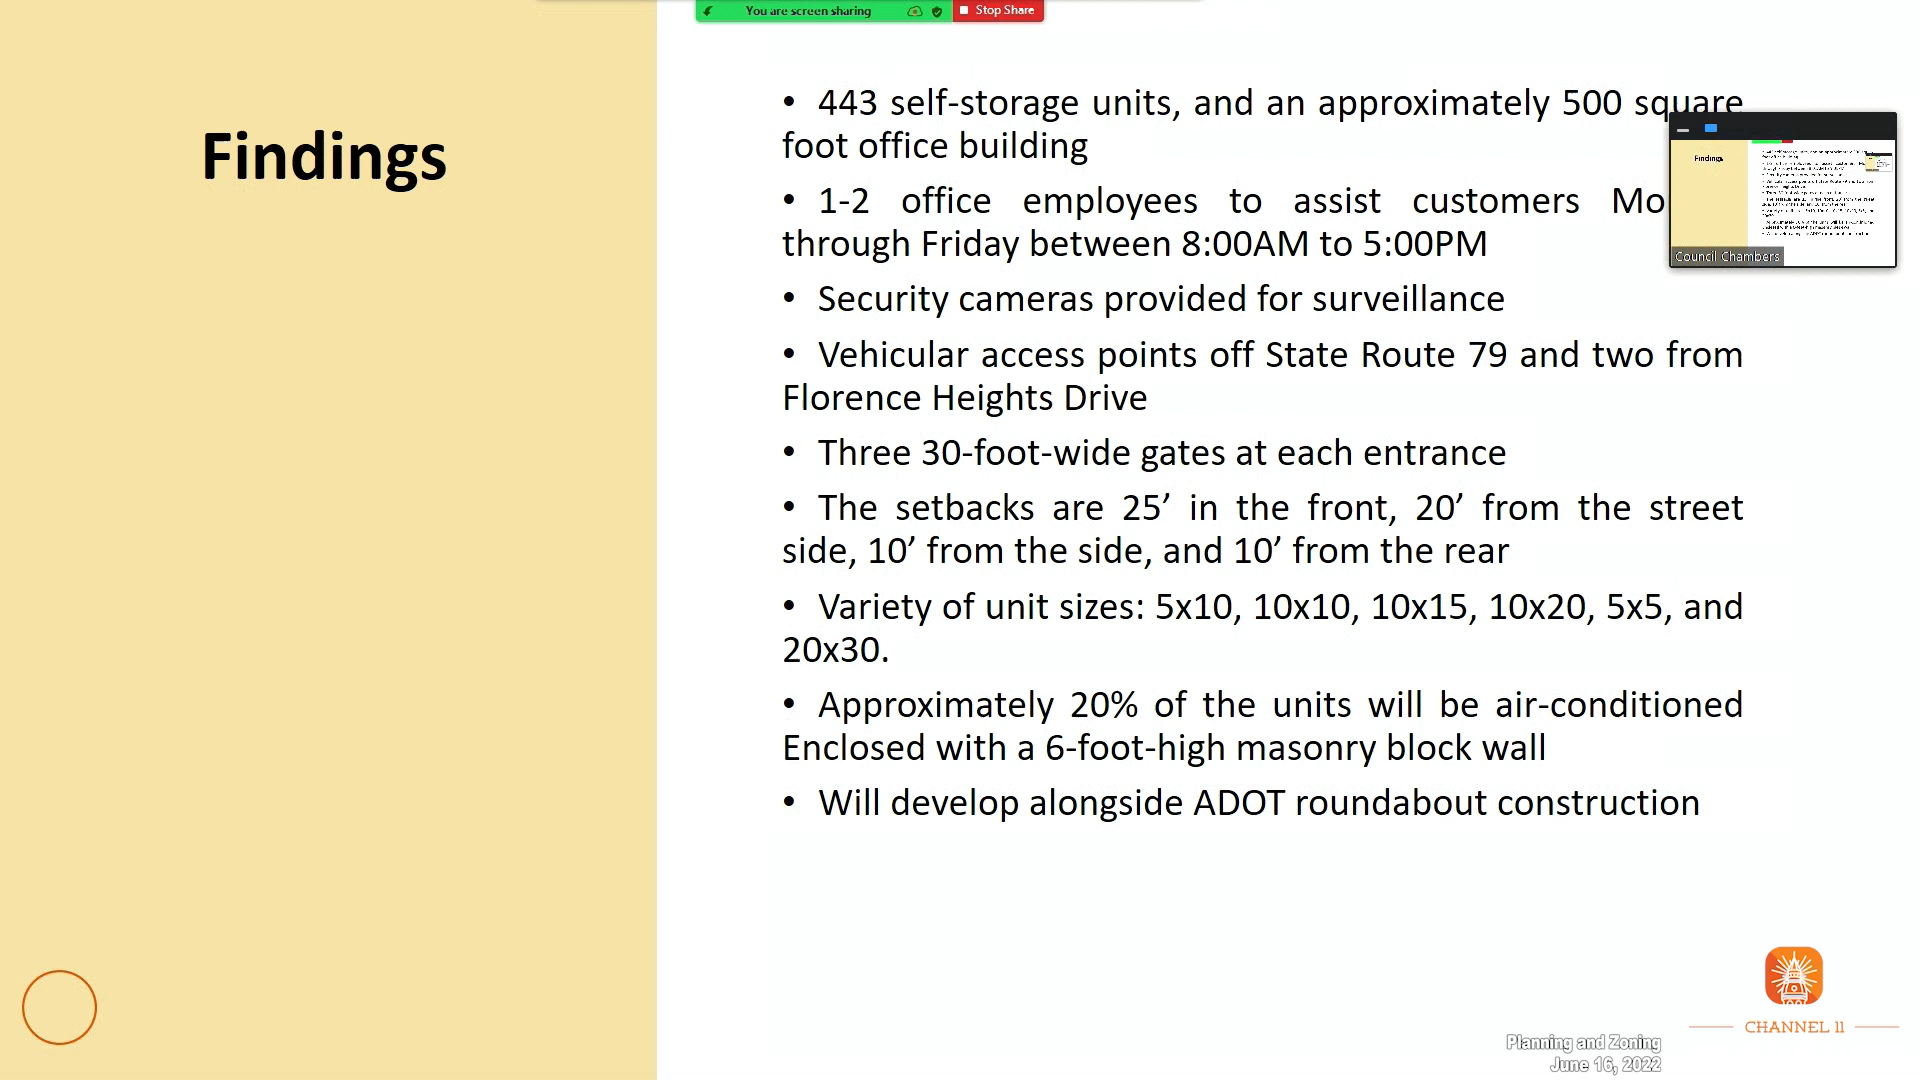 You are screen sharing
Stop Share
Findings
• 443 self-storage units, and an approximately 500 square
foot office building
• 1-2 office employees to assist customers Mo
through Friday between 8:00AM to 5:00PM
• Security cameras provided for surveillance
• Vehicular access points off State Route 79 and two from
Florence Heights Drive
• Three 30-foot-wide gates at each entrance
• The setbacks are 25’ in the front, 20’ from the street
side, 10’ from the side, and 10’ from the rear
• Variety of unit sizes: 5x10, 10x10, 10x15, 10x20, 5x5, and
20x30.
• Approximately 20% of the units will be air-conditioned
Enclosed with a 6-foot-high masonry block wall
• Will develop alongside ADOT roundabout construction
Findings
Council Chambers
CHANNEL 11
Planning and Zoning
June 16, 2022